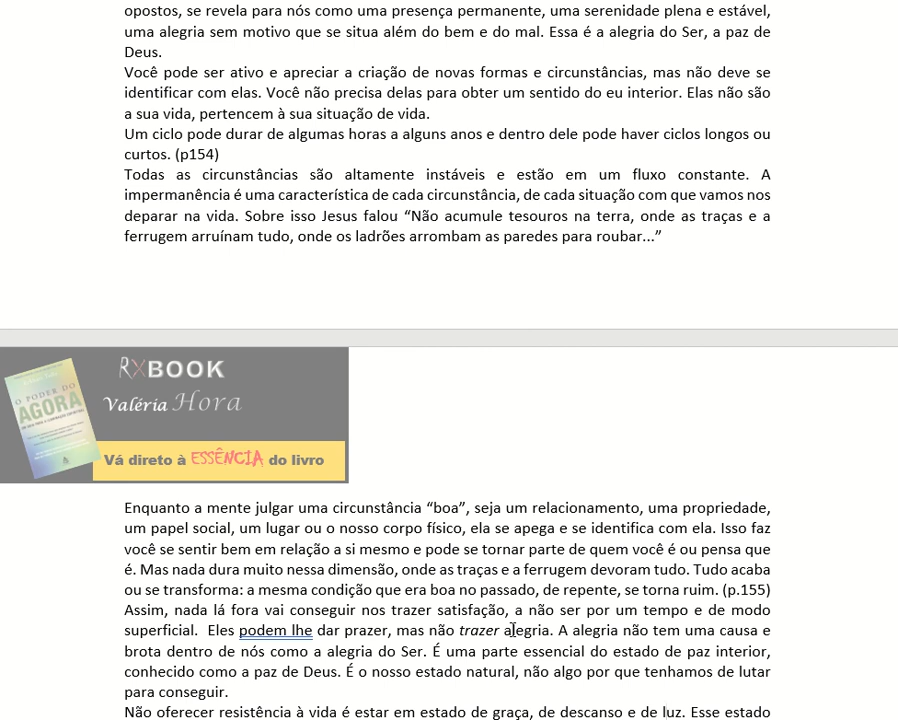 opostos, se revela para nós como uma presença permanente, uma serenidade plena e estável,
uma alegria sem motivo que se situa além do bem e do mal. Essa é a alegria do Ser, a paz de
Deus.
Você pode ser ativo e apreciar a criação de novas formas e circunstâncias, mas não deve se
identificar com elas. Você não precisa delas para obter um sentido do eu interior. Elas não são
a sua vida, pertencem à sua situação de vida.
Um ciclo pode durar de algumas horas a alguns anos e dentro dele pode haver ciclos longos ou
curtos. (p154)
Todas as circunstâncias são altamente instáveis e estão em um fluxo constante. A
impermanência é uma característica de cada circunstância, de cada situação com que vamos nos
deparar na vida. Sobre isso Jesus falou “Não acumule tesouros na terra, onde as traças e a
ferrugem arruínam tudo, onde os ladrões arrombam as paredes para roubar...”
RXBOOK
Valéria Hora
O PODER DO
AGORA
Vá direto à ESSÊNCIA do livro
Enquanto a mente julgar uma circunstância “boa”, seja um relacionamento, uma propriedade,
um papel social, um lugar ou o nosso corpo físico, ela se apega e se identifica com ela. Isso faz
você se sentir bem em relação a si mesmo e pode se tornar parte de quem você é ou pensa que
é. Mas nada dura muito nessa dimensão, onde as traças e a ferrugem devoram tudo. Tudo acaba
ou se transforma: a mesma condição que era boa no passado, de repente, se torna ruim. (p.155)
Assim, nada lá fora vai conseguir nos trazer satisfação, a não ser por um tempo e de modo
superficial. Eles podem lhe dar prazer, mas não trazer alegria. A alegria não tem uma causa e
brota dentro de nós como a alegria do Ser. É uma parte essencial do estado de paz interior,
conhecido como a paz de Deus. É o nosso estado natural, não algo por que tenhamos de lutar
para conseguir.
Não oferecer resistência à vida é estar em estado de graça, de descanso e de luz. Esse estado